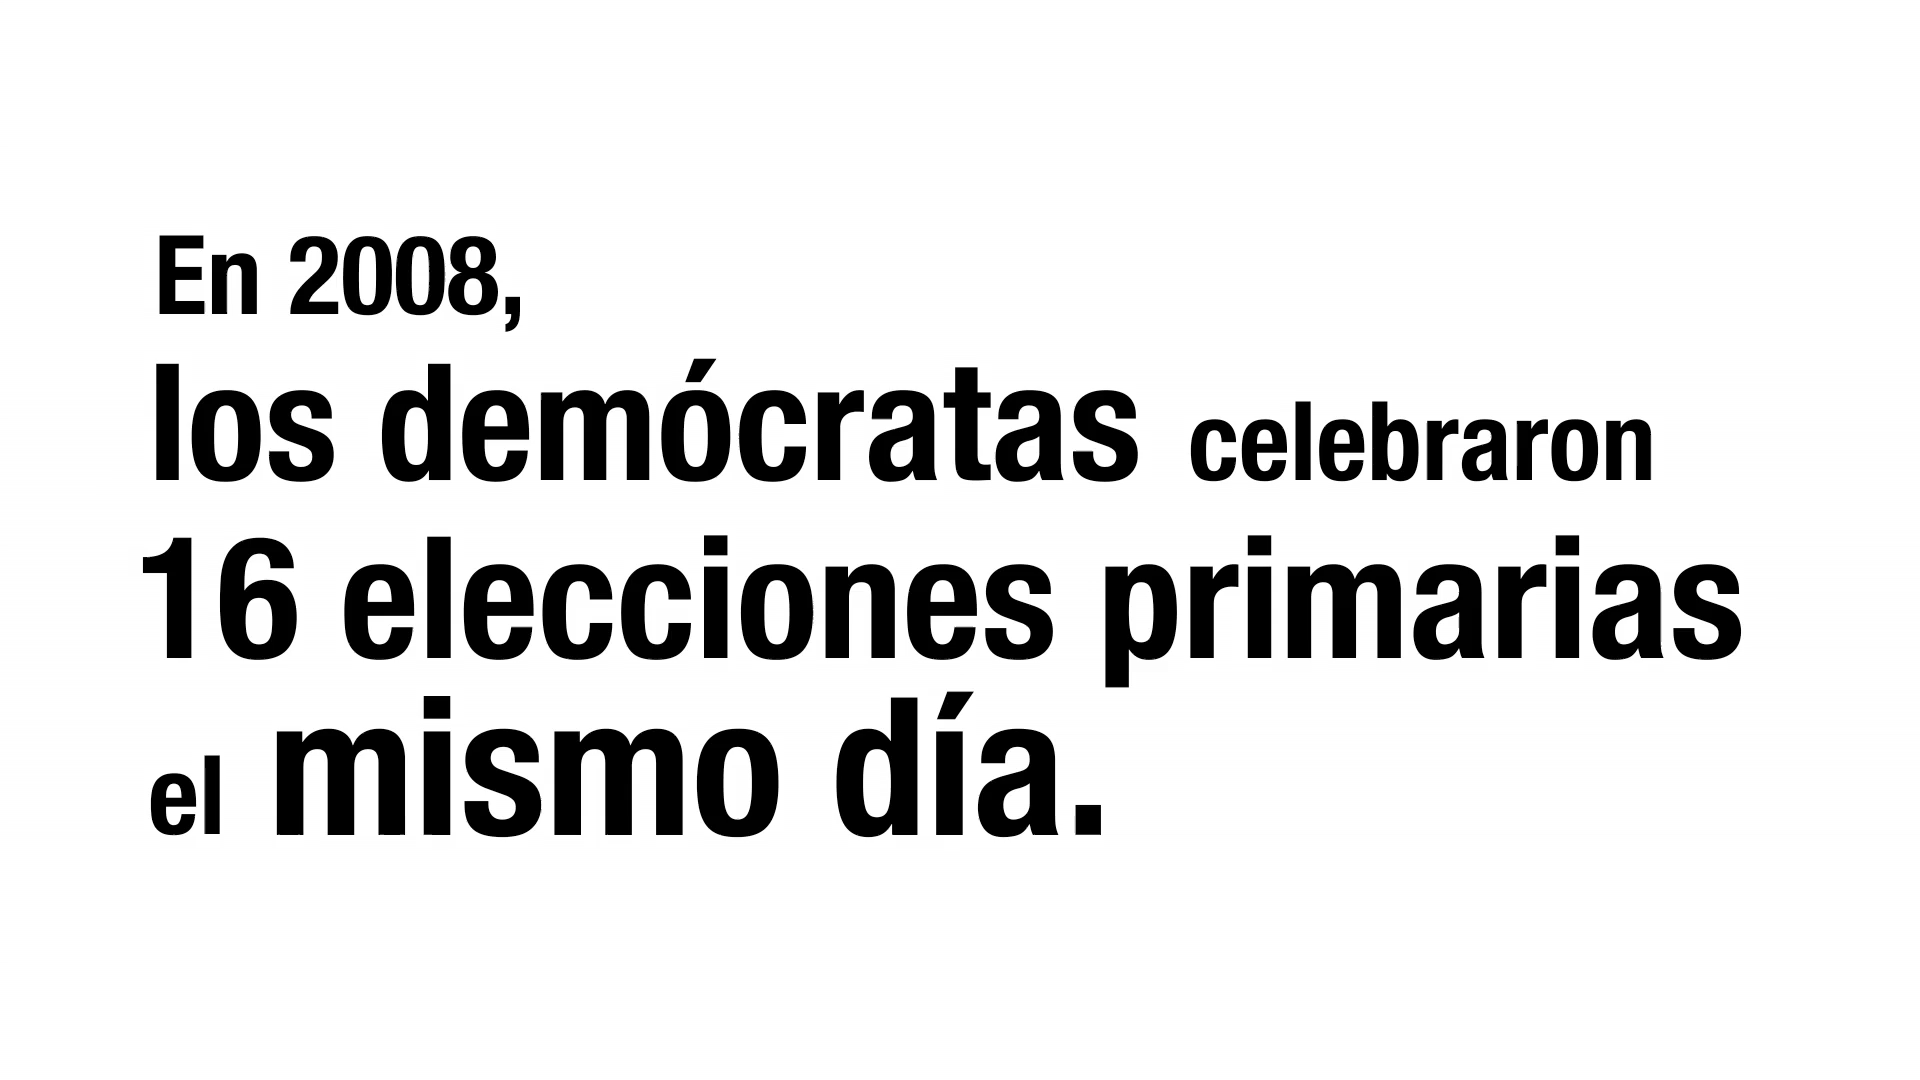 En 2008,
los demócratas celebraron
16 elecciones primarias
el mismo día.